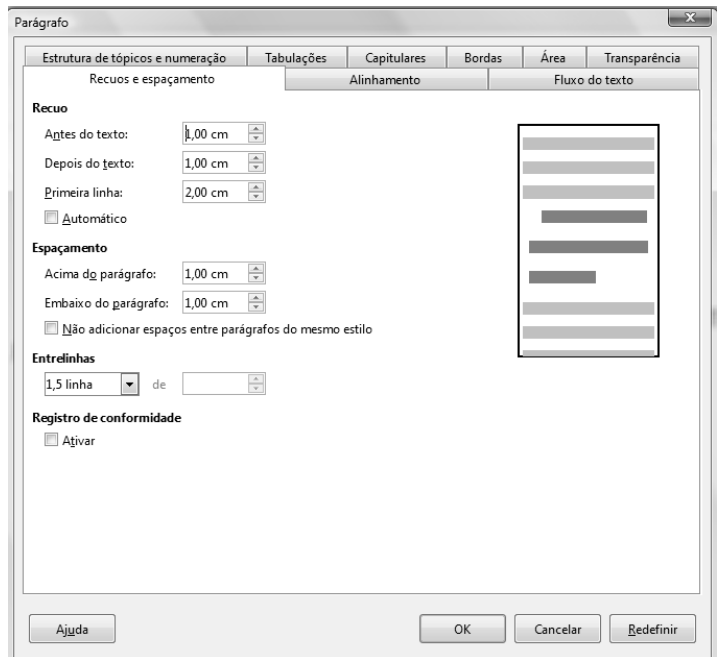 Parágrafo
Estrutura de tópicos e numeração Tabulações Capitulares Bordas Área Transparência
Recuos e espaçamento Alinhamento Fluxo do texto
Recuo
Antes do texto: 1,00 cm
Depois do texto: 1,00 cm
Primeira linha: 2,00 cm
Automático
Espaçamento
Acima do parágrafo: 1,00 cm
Embaixo do parágrafo: 1,00 cm
Não adicionar espaços entre parágrafos do mesmo estilo
Entrelinhas
1,5 linha de
Registro de conformidade
Ativar
Ajuda OK Cancelar Redefinir